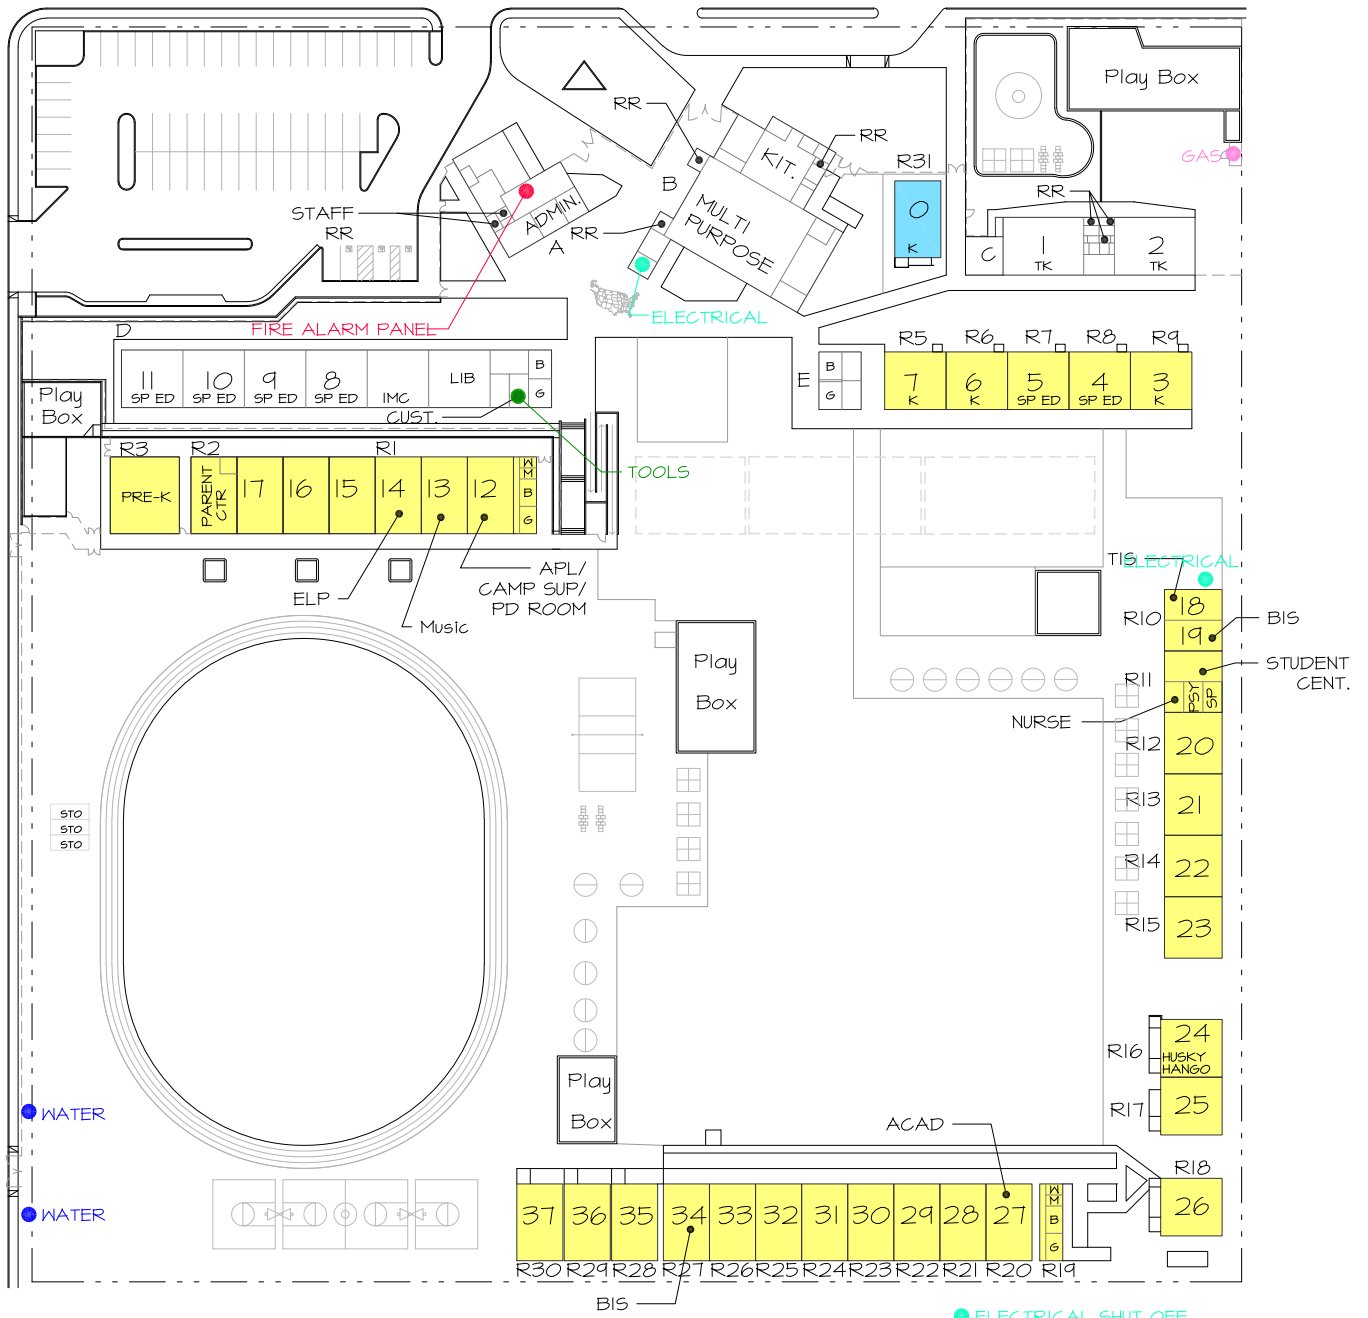 Play Box
RR
RR
KIT.
R31
GAS
B
RR
STAFF
RR
ADMIN.
A
RR
MULTI
PURPOSE
0
K
C
1
TK
2
TK
ELECTRICAL
FIRE ALARM PANEL
D
R5
R6
R7
R8
R9
11
SP ED
10
SP ED
9
SP ED
8
SP ED
IMC
LIB
B
G
CUST.
Play
Box
E
B
G
7
K
6
K
5
SP ED
4
SP ED
3
K
R3
R2
R1
PRE-K
PARENT
CTR
17
16
15
14
13
12
W
M
B
G
TOOLS
ELP
Music
APL/
CAMP SUP/
PD ROOM
TIS
ELECTRICAL
R10
18
19
BIS
STUDENT
CENT.
R11
PSY
SP
NURSE
Play
Box
R12
20
R13
21
R14
22
R15
23
STO
STO
STO
R16
24
HUSKY
HANGO
R17
25
Play
Box
WATER
WATER
ACAD
R18
26
37
36
35
34
33
32
31
30
29
28
27
W
M
B
G
R30
R29
R28
R27
R26
R25
R24
R23
R22
R21
R20
R19
BIS
ELECTRICAL SHUT OFF